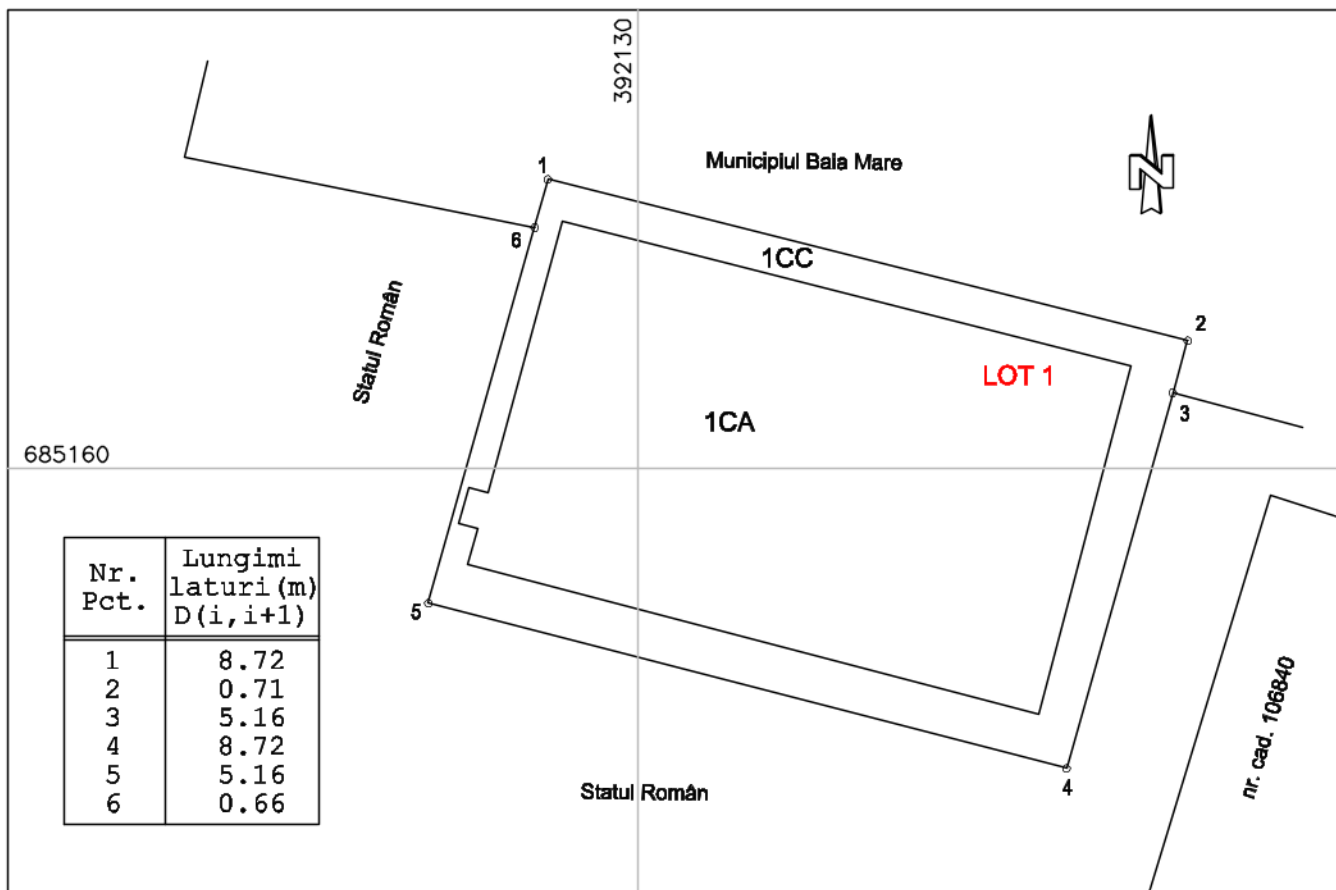 392130
Municipiul Baia Mare
N
1
6
1CC
2
Statul Român
LOT 1
3
1CA
685160
Nr. Pct.
Lungimi laturi(m) D(i,i+1)
1 8.72
2 0.71
3 5.16
4 8.72
5 5.16
6 0.66
5
nr. cad. 106840
4
Statul Român